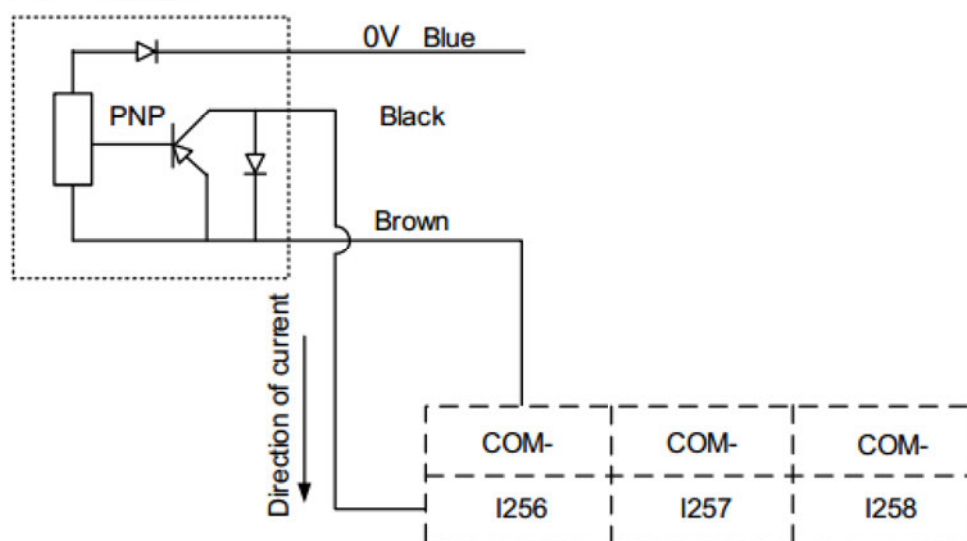 0V Blue
PNP
Black
Brown
Direction of current
COM- COM- COM-
I256 I257 I258